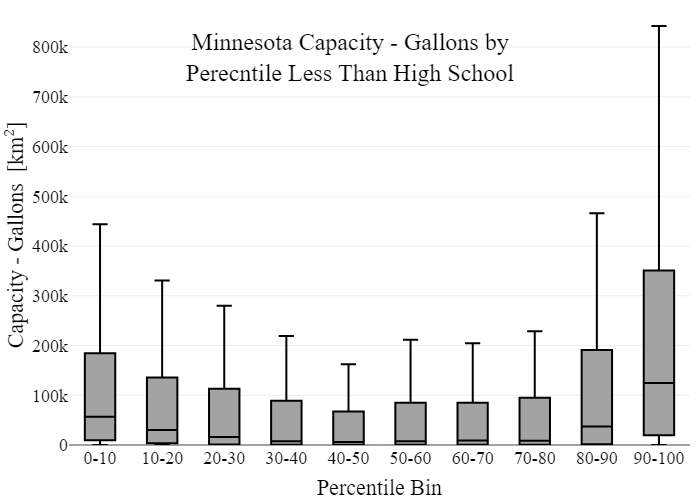 Minnesota Capacity - Gallons by
Perecntile Less Than High School
Capacity - Gallons [km²]
800k
700k
600k
500k
400k
300k
200k
100k
0
0-10 10-20 20-30 30-40 40-50 50-60 60-70 70-80 80-90 90-100
Percentile Bin